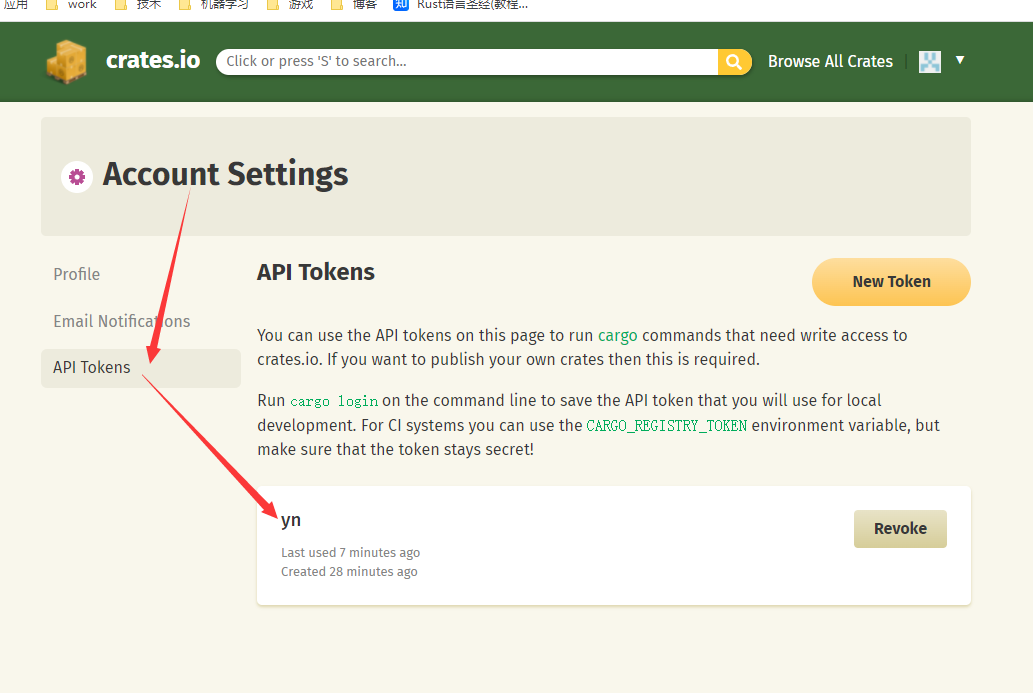 应用 work 技术 机器学习 游戏 博客 知 Rust语言圣经(教程...
crates.io Click or press 'S' to search... Browse All Crates
Account Settings
Profile
Email Notifications
API Tokens
API Tokens
New Token
You can use the API tokens on this page to run cargo commands that need write access to
crates.io. If you want to publish your own crates then this is required.
Run cargo login on the command line to save the API token that you will use for local
development. For CI systems you can use the CARGO_REGISTRY_TOKEN environment variable, but
make sure that the token stays secret!
yn
Revoke
Last used 7 minutes ago
Created 28 minutes ago